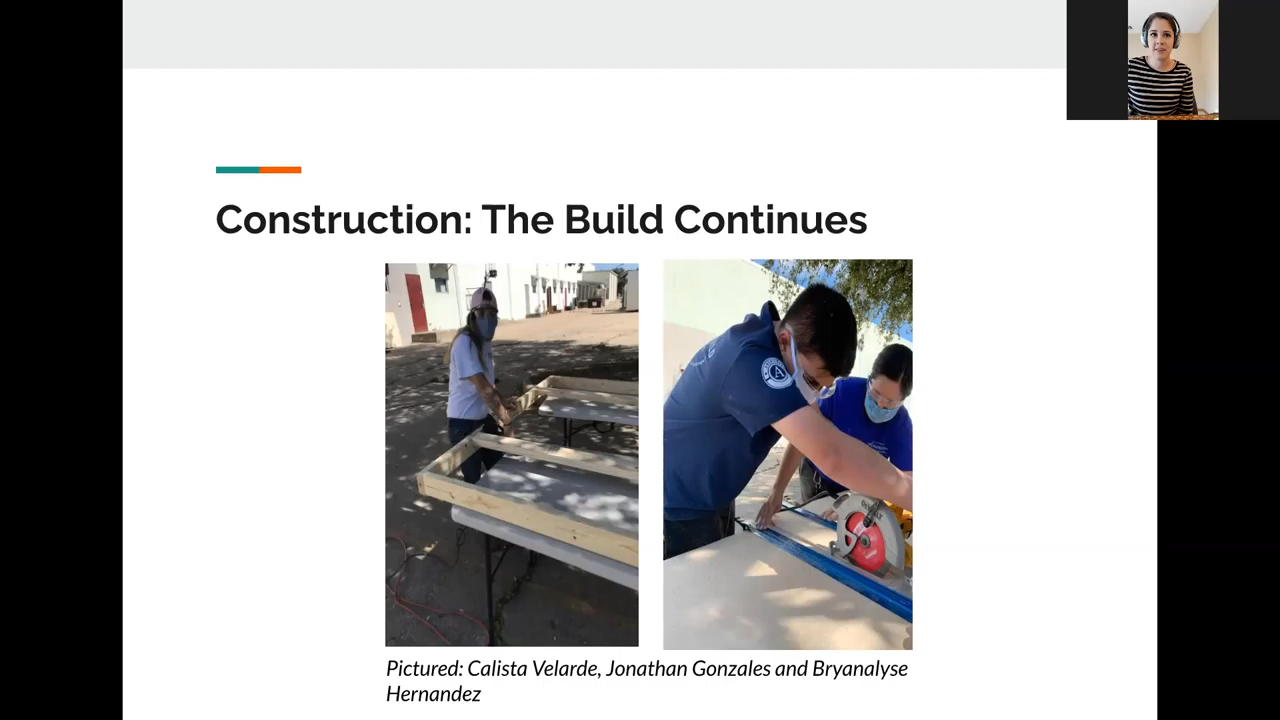 Construction: The Build Continues
Pictured: Calista Velarde, Jonathan Gonzales and Bryanalyse
Hernandez